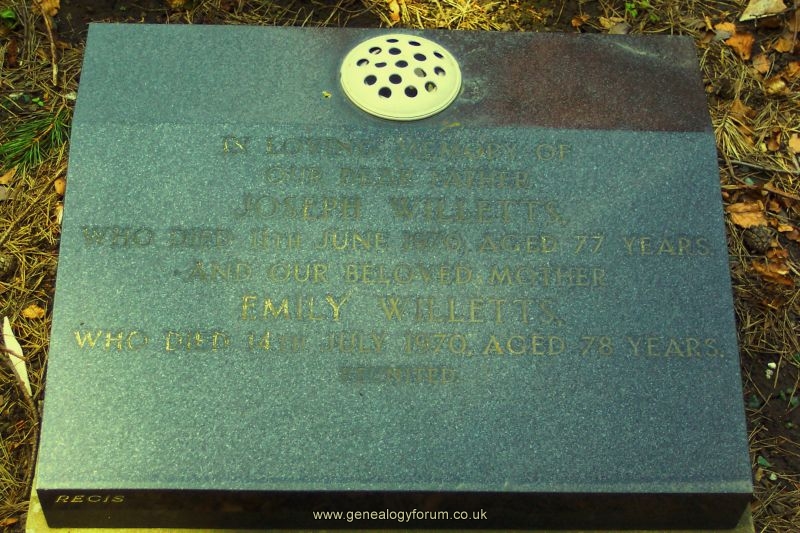 IN LOVING MEMORY OF
OUR DEAR FATHER
JOSEPH WILLETTS,
WHO DIED 11TH JUNE 1970, AGED 77 YEARS.
AND OUR BELOVED MOTHER
EMILY WILLETTS,
WHO DIED 14TH JULY 1970, AGED 78 YEARS.
REUNITED.
REGIS
www.genealogyforum.co.uk